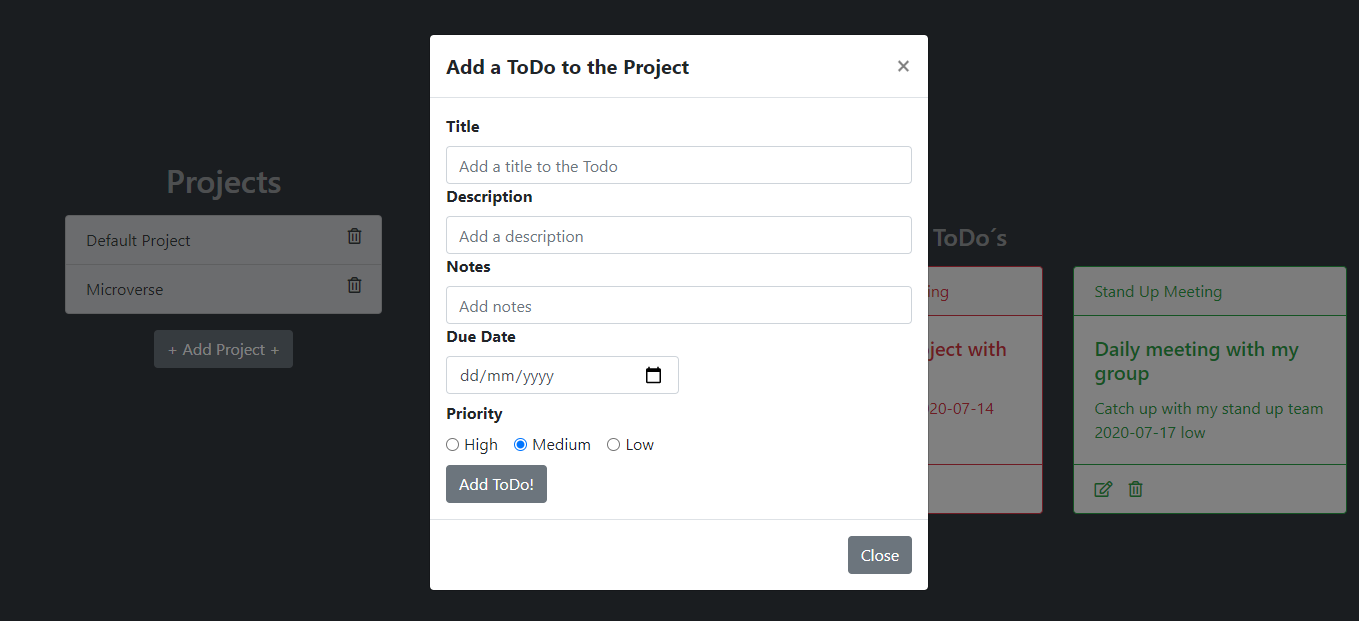 Add a ToDo to the Project ×
Title
Add a title to the Todo
Description
Add a description
Notes
Add notes
Due Date
dd/mm/yyyy
Priority
High Medium Low
Add ToDo!
Close
Projects
Default Project
Microverse
+ Add Project +
ToDo´s
with
2020-07-14
Stand Up Meeting
Daily meeting with my
group
Catch up with my stand up team
2020-07-17 low